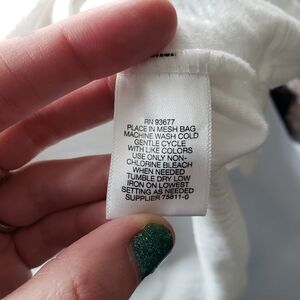 RN 93677
PLACE IN MESH BAG
MACHINE WASH COLD
GENTLE CYCLE
WITH LIKE COLORS
USE ONLY NON-
CHLORINE BLEACH
WHEN NEEDED
TUMBLE DRY LOW
IRON ON LOWEST
SETTING AS NEEDED
SUPPLIER 75811-0